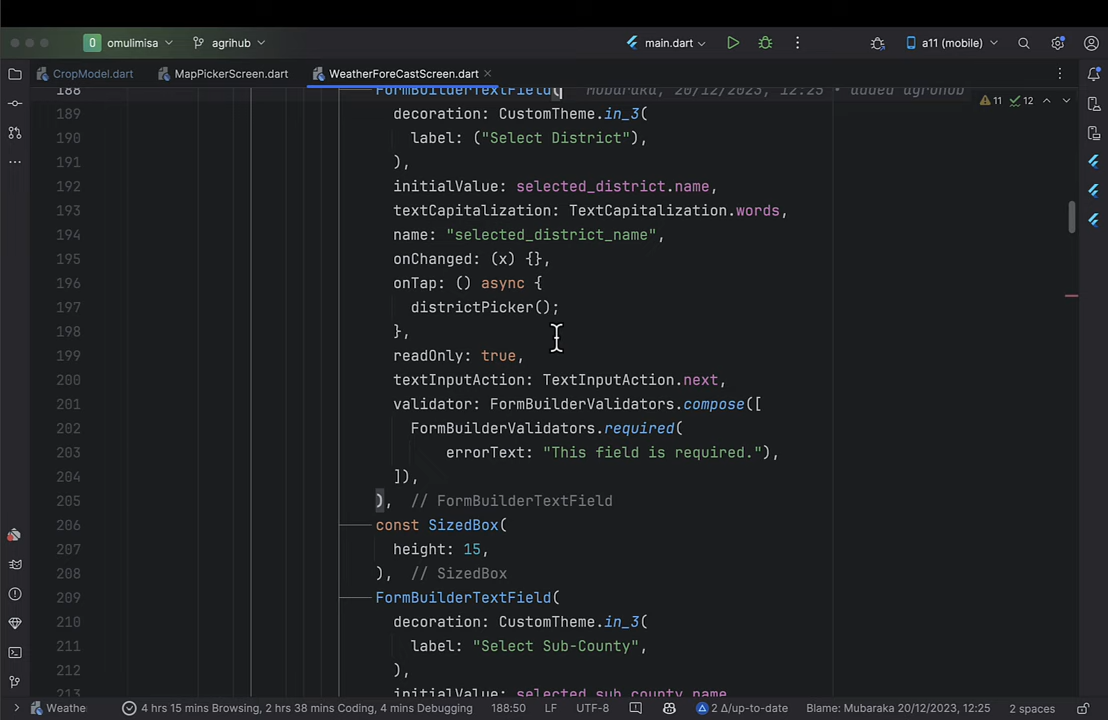 O omulimisa agrihub main.dart a11 (mobile)
CropModel.dart MapPickerScreen.dart WeatherForeCastScreen.dart
188 FormBuilderTextField( Mubaraka, 20/12/2023, 12:25 • added agrohub
11 12
189 decoration: CustomTheme.in_3(
190 label: ("Select District"),
191 ),
192 initialValue: selected_district.name,
193 textCapitalization: TextCapitalization.words,
194 name: "selected_district_name",
195 onChanged: (x) {},
196 onTap: () async {
197 districtPicker();
198 },
199 readOnly: true,
200 textInputAction: TextInputAction.next,
201 validator: FormBuilderValidators.compose([
202 FormBuilderValidators.required(
203 errorText: "This field is required."),
204 ]),
205 ), // FormBuilderTextField
206 const SizedBox(
207 height: 15,
208 ), // SizedBox
209 FormBuilderTextField(
210 decoration: CustomTheme.in_3(
211 label: "Select Sub-County",
212 ),
213 initialValue: selected_sub_county.name
Weathe 4 hrs 15 mins Browsing, 2 hrs 38 mins Coding, 4 mins Debugging 188:50 LF UTF-8 2 Δ/up-to-date Blame: Mubaraka 20/12/2023, 12:25 2 spaces